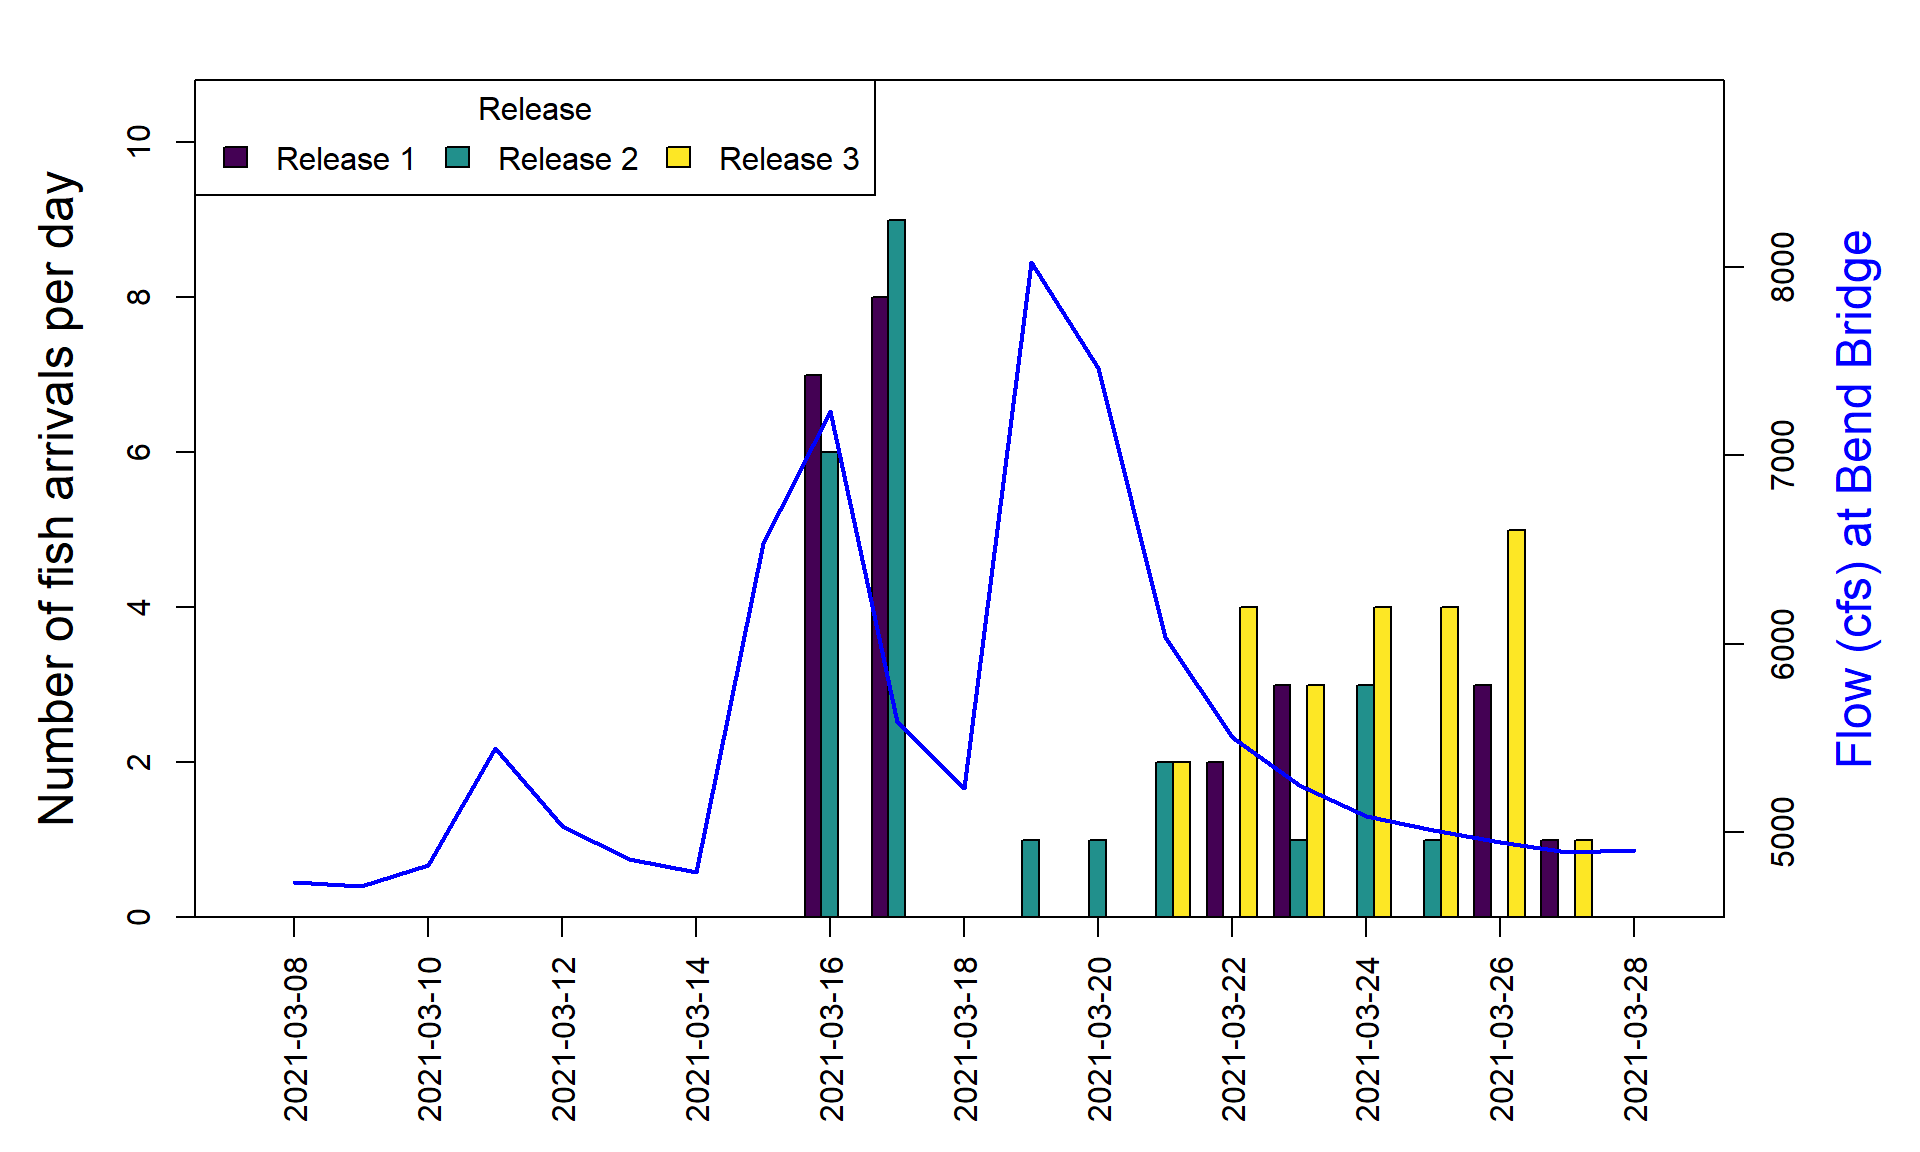 Release
Release 1 Release 2 Release 3
Number of fish arrivals per day
10
8
6
4
2
0
8000
7000
6000
5000
Flow (cfs) at Bend Bridge
2021-03-08 2021-03-10 2021-03-12 2021-03-14 2021-03-16 2021-03-18 2021-03-20 2021-03-22 2021-03-24 2021-03-26 2021-03-28